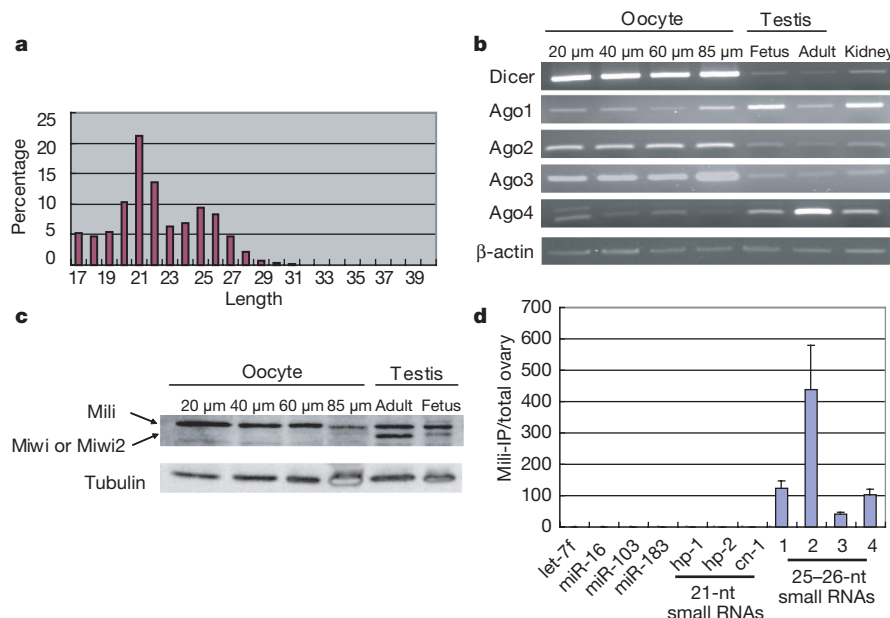 a
25
20
15
10
5
0
Percentage
17 19 21 23 25 27 29 31 33 35 37 39
Length
b
Oocyte Testis
20 µm 40 µm 60 µm 85 µm Fetus Adult Kidney
Dicer
Ago1
Ago2
Ago3
Ago4
β-actin
c
Oocyte Testis
20 µm 40 µm 60 µm 85 µm Adult Fetus
Mili
Miwi or Miwi2
Tubulin
d
700
600
500
400
300
200
100
0
Mili-IP/total ovary
let-7f miR-16 miR-103 miR-183 hp-1 hp-2 cn-1 1 2 3 4
21-nt
small RNAs
25–26-nt
small RNAs